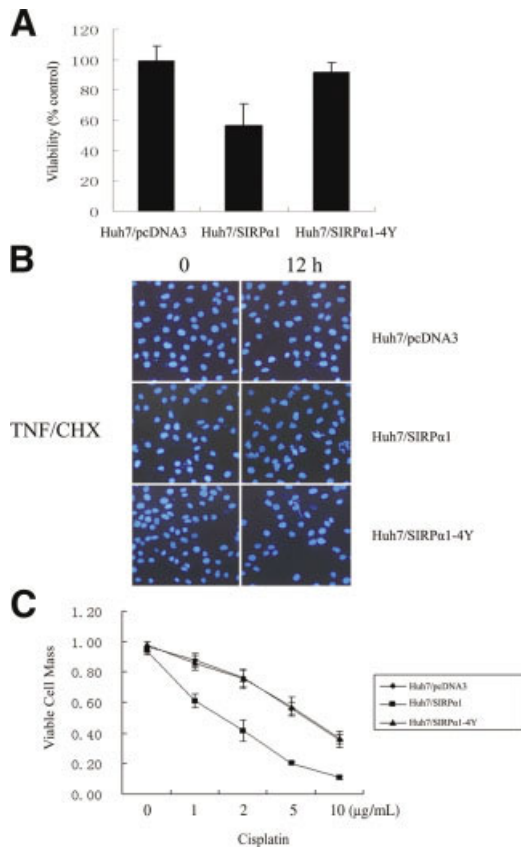 A
Vilability (% control)
120
100
80
60
40
20
0
Huh7/pcDNA3 Huh7/SIRPα1 Huh7/SIRPα1-4Y
B
0 12 h
TNF/CHX
Huh7/pcDNA3
Huh7/SIRPα1
Huh7/SIRPα1-4Y
C
Viable Cell Mass
1.20
1.00
0.80
0.60
0.40
0.20
0.00
0 1 2 5 10 (μg/mL)
Cisplatin
Huh7/pcDNA3
Huh7/SIRPα1
Huh7/SIRPα1-4Y